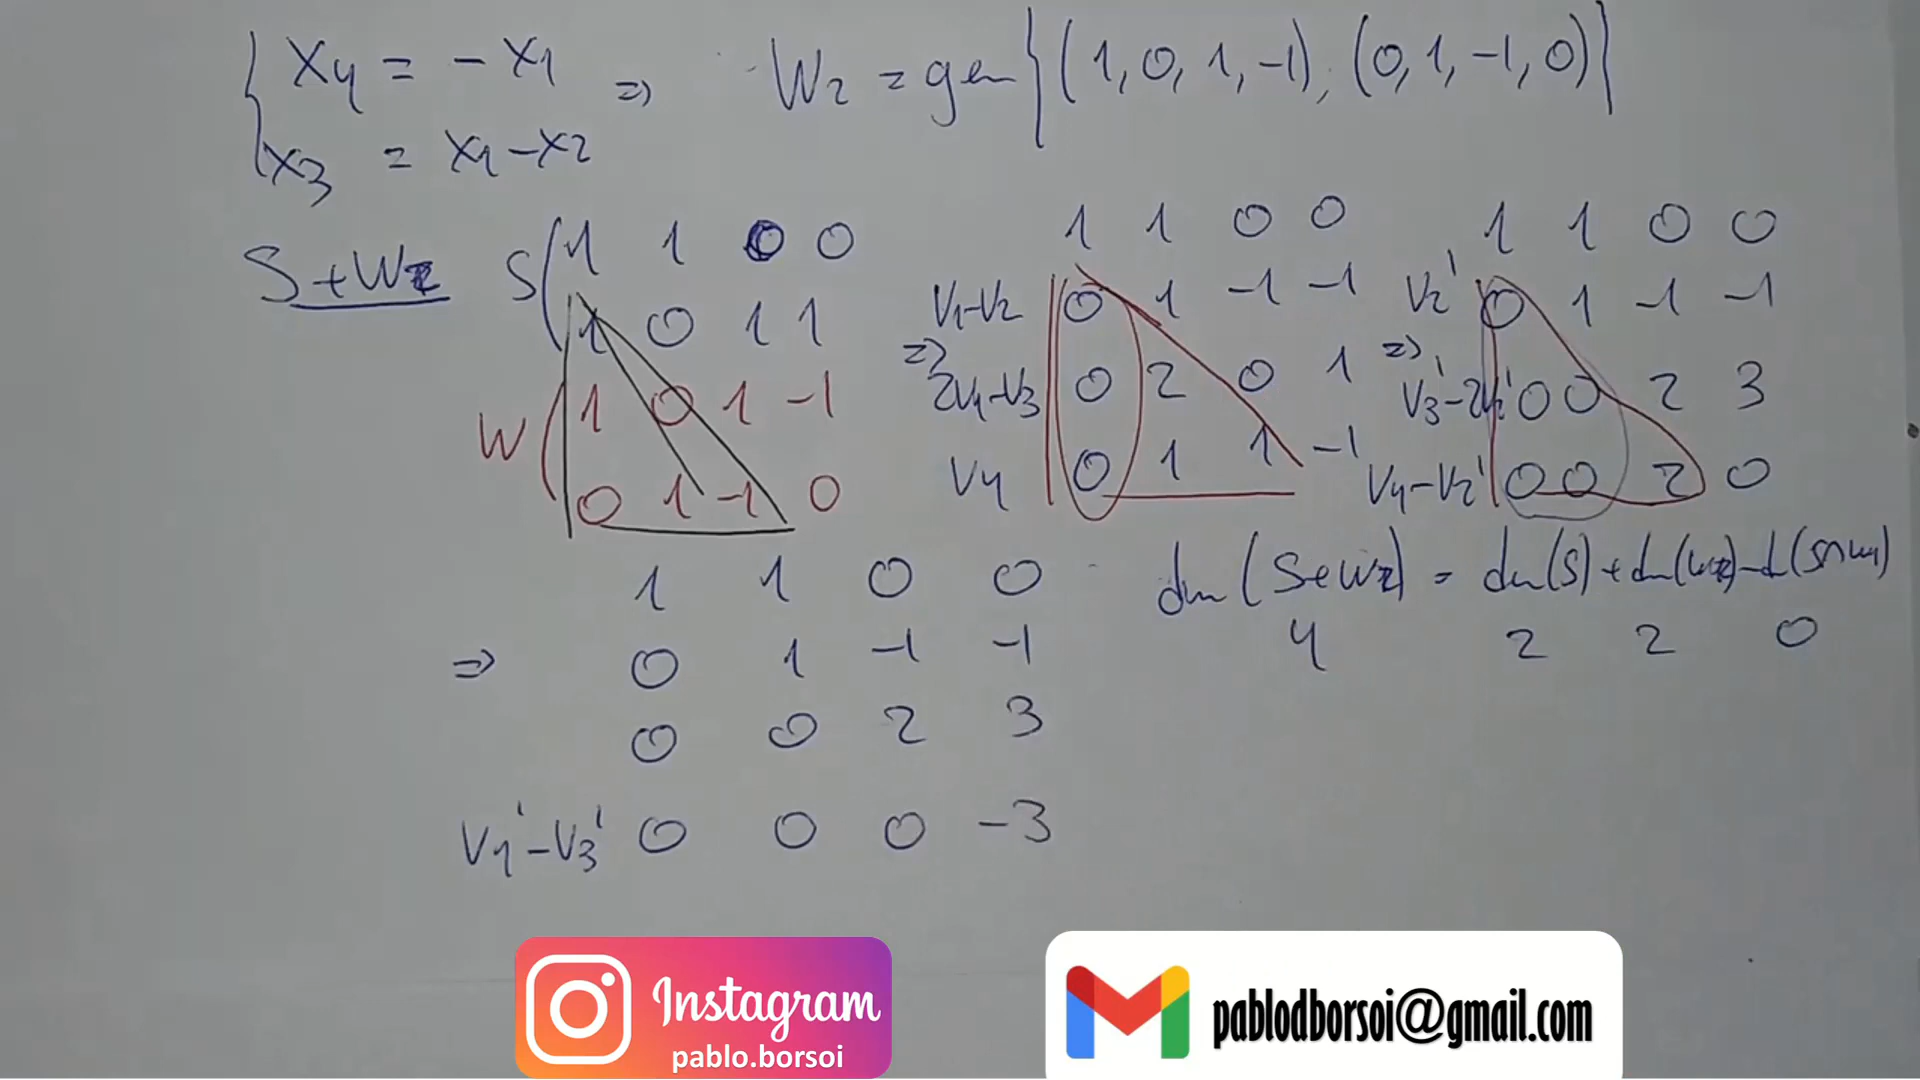 x4 = -x1 => W2 = gen {(1, 0, 1, -1), (0, 1, -1, 0)}
x3 = x1 - x2
S+W2
S 1 1 0 0
1 0 1 1
W 1 0 1 -1
0 1 -1 0
1 1 0 0
V1-V2 0 1 -1 -1
=> 2V1-V3 0 2 0 1
V4 0 1 1 -1
1 1 0 0
V2' 0 1 -1 -1
=> V3'-2V2' 0 0 2 3
V4-V2' 0 0 2 0
1 1 0 0
=> 0 1 -1 -1
0 0 2 3
V4'-V3' 0 0 0 -3
dim (S+W2) = dim(S) + dim(W2) - d(S∩W1)
4 2 2 0
Instagram
pablo.borsoi
pablodborsoi@gmail.com